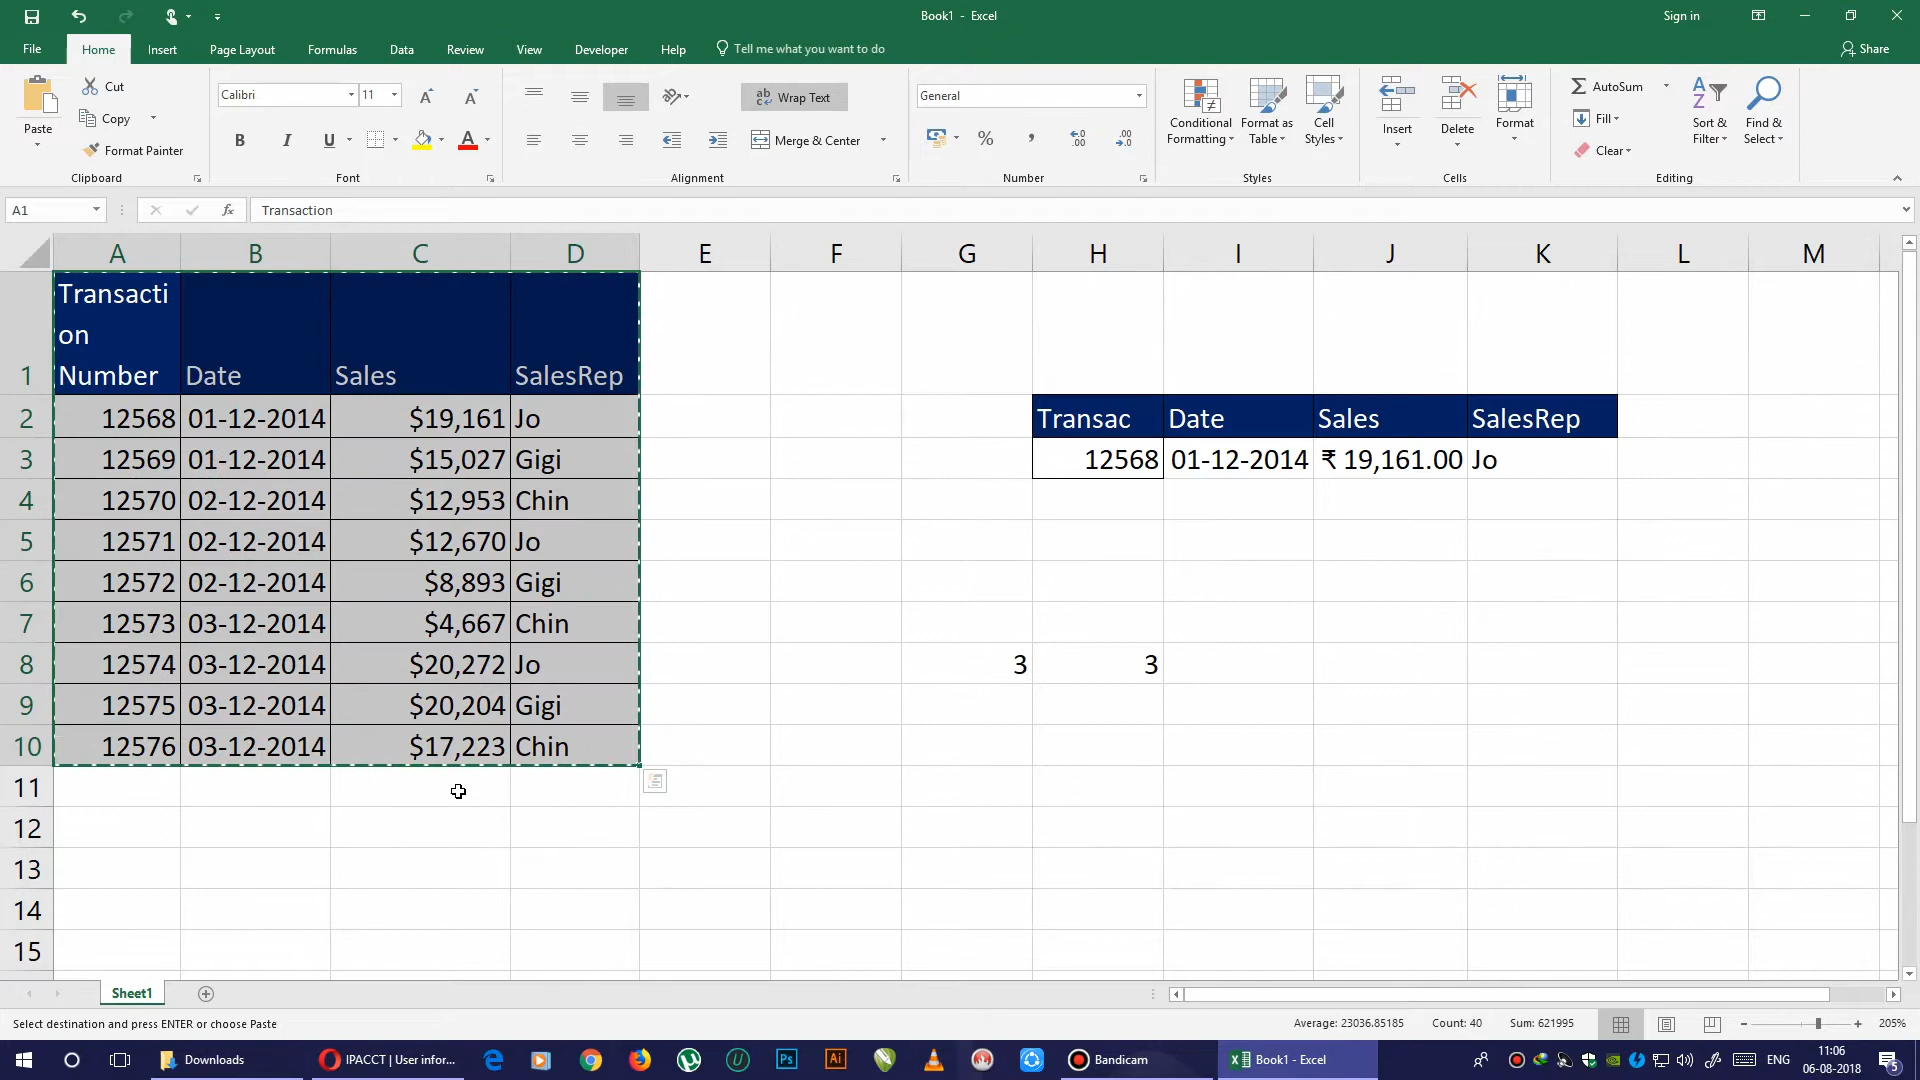 Book1 - Excel
Sign in
File Home Insert Page Layout Formulas Data Review View Developer Help Tell me what you want to do
Share
Paste
Cut
Copy
Format Painter
Clipboard
Calibri 11
B I U
Font
Wrap Text
Merge & Center
Alignment
General
Number
Conditional Formatting
Format as Table
Cell Styles
Styles
Insert
Delete
Format
Cells
AutoSum
Fill
Clear
Sort & Filter
Find & Select
Editing
A1 fx Transaction
A B C D E F G H I J K L M
Transacti
on
1 Number Date Sales SalesRep
2 12568 01-12-2014 $19,161 Jo Transac Date Sales SalesRep
3 12569 01-12-2014 $15,027 Gigi 12568 01-12-2014 ₹ 19,161.00 Jo
4 12570 02-12-2014 $12,953 Chin
5 12571 02-12-2014 $12,670 Jo
6 12572 02-12-2014 $8,893 Gigi
7 12573 03-12-2014 $4,667 Chin
8 12574 03-12-2014 $20,272 Jo 3 3
9 12575 03-12-2014 $20,204 Gigi
10 12576 03-12-2014 $17,223 Chin
11
12
13
14
15
Sheet1
Select destination and press ENTER or choose Paste Average: 23036.85185 Count: 40 Sum: 621995 205%
Downloads IPACCT | User infor... Ps Ai Bandicam Book1 - Excel ENG 11:06
06-08-2018 5